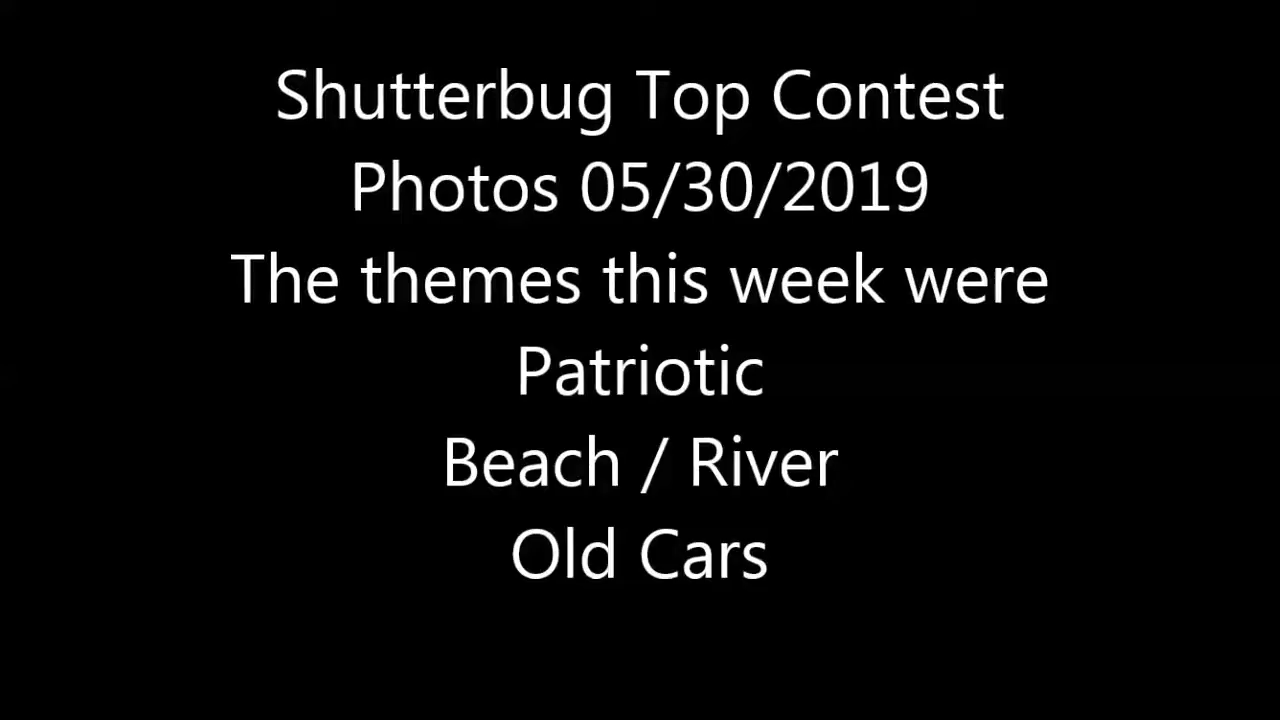 Shutterbug Top Contest
Photos 05/30/2019
The themes this week were
Patriotic
Beach / River
Old Cars